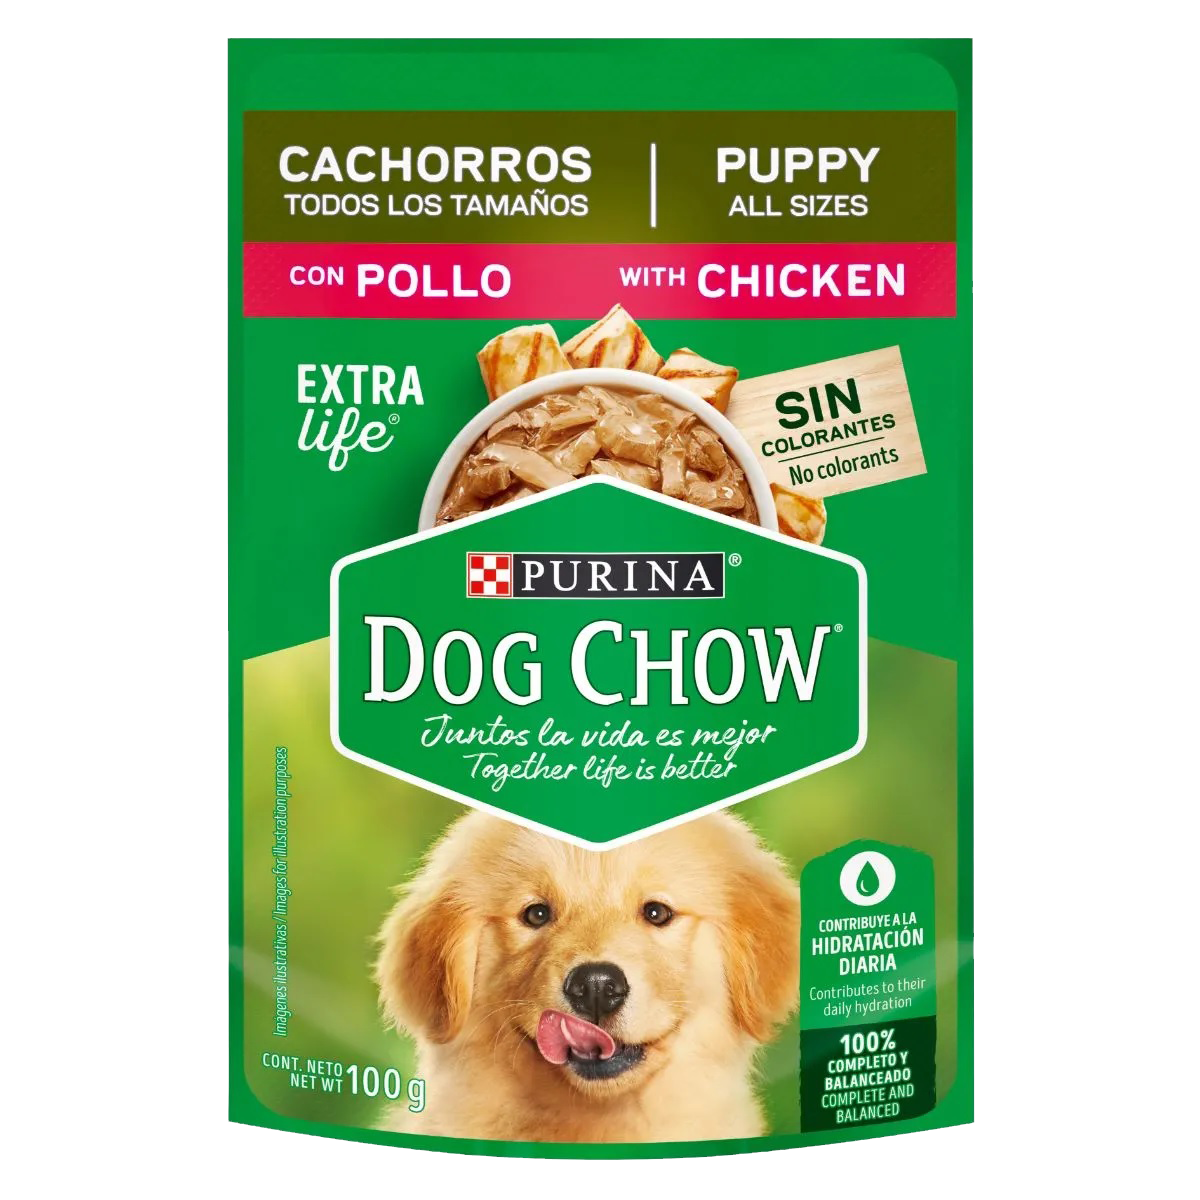 CACHORROS
TODOS LOS TAMAÑOS
PUPPY
ALL SIZES
CON POLLO
WITH CHICKEN
EXTRA
life®
SIN
COLORANTES
No colorants
PURINA®
DOG CHOW®
Juntos la vida es mejor
Together life is better
Imagenes ilustrativas / Images for illustration purposes
CONTRIBUYE A LA
HIDRATACIÓN
DIARIA
Contributes to their
daily hydration
100%
COMPLETO Y
BALANCEADO
COMPLETE AND
BALANCED
CONT. NETO
NET WT 100 g